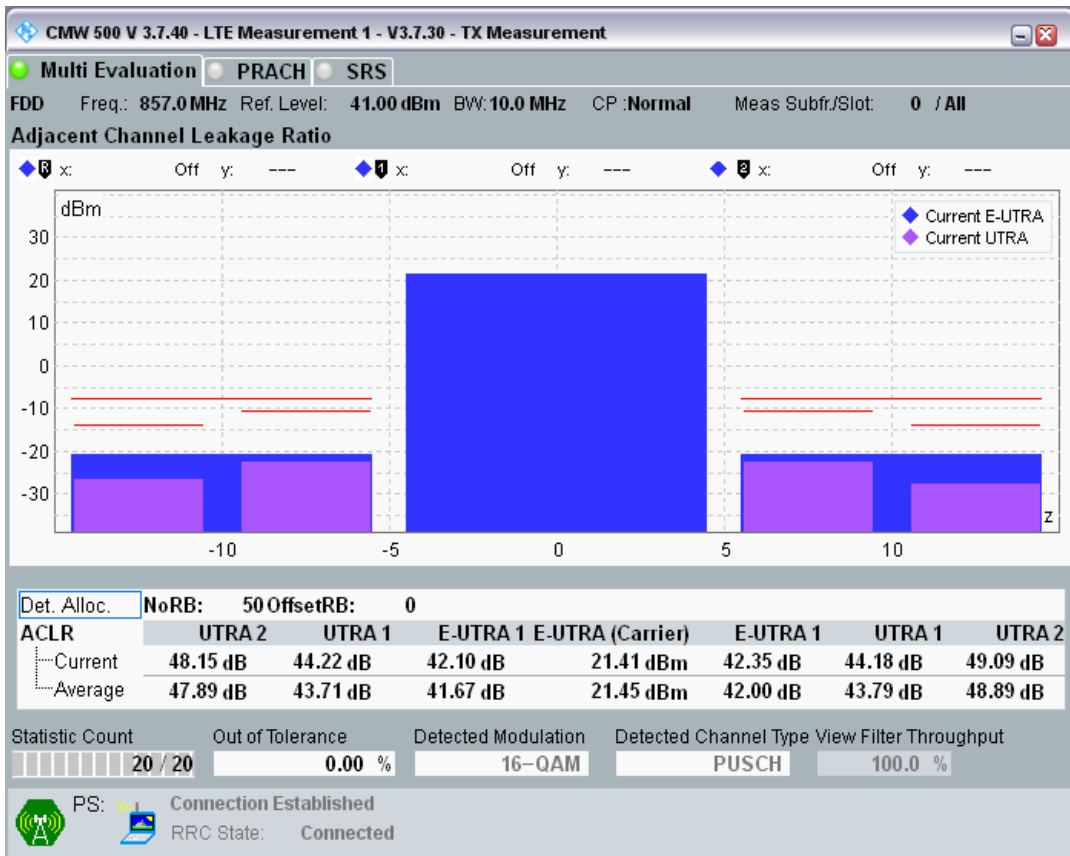 CMW 500 V 3.7.40 - LTE Measurement 1 - V3.7.30 - TX Measurement
Multi Evaluation PRACH SRS
FDD Freq.: 857.0 MHz Ref. Level: 41.00 dBm BW: 10.0 MHz CP :Normal Meas Subfr./Slot: 0 / All
Adjacent Channel Leakage Ratio
R x: Off y: --- 1 x: Off y: --- 2 x: Off y: ---
dBm
Current E-UTRA
Current UTRA
30
20
10
0
-10
-20
-30
z
-10 -5 0 5 10
Det. Alloc. NoRB: 50 OffsetRB: 0
ACLR UTRA 2 UTRA 1 E-UTRA 1 E-UTRA (Carrier) E-UTRA 1 UTRA 1 UTRA 2
Current 48.15 dB 44.22 dB 42.10 dB 21.41 dBm 42.35 dB 44.18 dB 49.09 dB
Average 47.89 dB 43.71 dB 41.67 dB 21.45 dBm 42.00 dB 43.79 dB 48.89 dB
Statistic Count Out of Tolerance Detected Modulation Detected Channel Type View Filter Throughput
20 / 20 0.00 % 16-QAM PUSCH 100.0 %
PS: Connection Established
RRC State: Connected